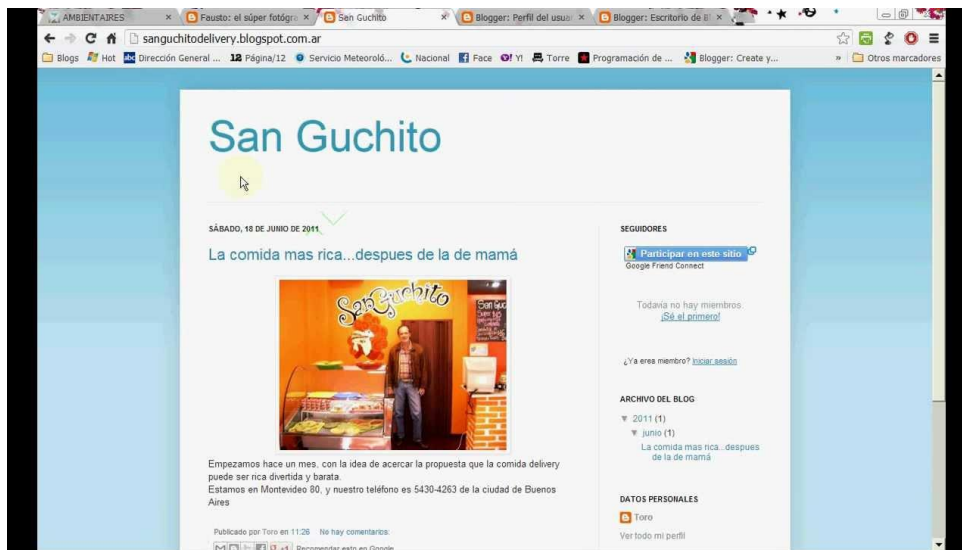 AMBIENTAIRES
Fausto: el súper fotógra
San Guchito
Blogger: Perfil del usuar
Blogger: Escritorio de Bl
sanguchitodelivery.blogspot.com.ar
Blogs
Hot
abc
Dirección General ...
12
Página/12
Servicio Meteoroló...
Nacional
Face
Y!
Torre
Programación de ...
Blogger: Create y...
»
Otros marcadores
San Guchito
SÁBADO, 18 DE JUNIO DE 2011
La comida mas rica...despues de la de mamá
SanGuchito
Empezamos hace un mes, con la idea de acercar la propuesta que la comida delivery
puede ser rica divertida y barata.
Estamos en Montevideo 80, y nuestro teléfono es 5430-4263 de la ciudad de Buenos
Aires
Publicado por Toro en 11:26 No hay comentarios:
Recomendar esto en Google
SEGUIDORES
Participar en este sitio
Google Friend Connect
Todavía no hay miembros.
¡Sé el primero!
¿Ya eres miembro? Iniciar sesión
ARCHIVO DEL BLOG
▼ 2011 (1)
▼ junio (1)
La comida mas rica...despues
de la de mamá
DATOS PERSONALES
Toro
Ver todo mi perfil